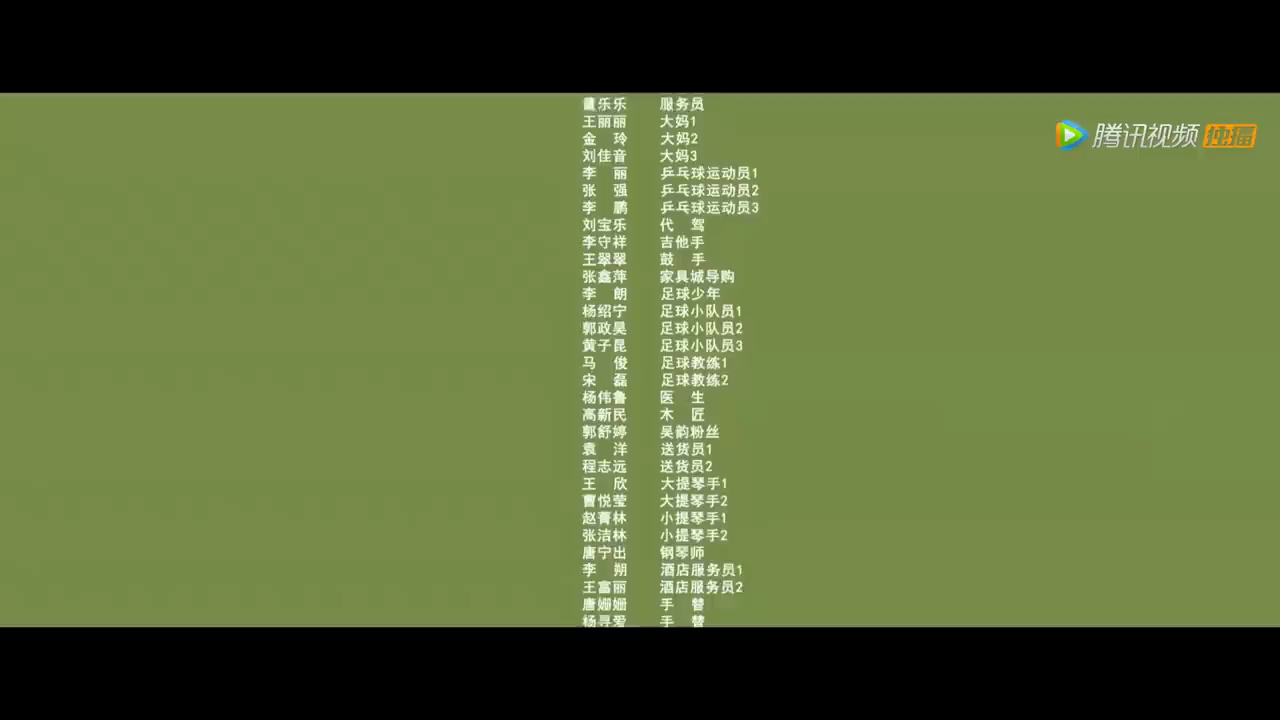 乐乐 服务员
王丽丽 大妈1
金 玲 大妈2
刘佳音 大妈3
李 丽 乒乓球运动员1
张 强 乒乓球运动员2
李 鹏 乒乓球运动员3
刘宝乐 代 驾
李守祥 吉他手
王翠翠 鼓 手
张鑫萍 家具城导购
李 朗 足球少年
杨绍宁 足球小队员1
郭政昊 足球小队员2
黄子昆 足球小队员3
马 俊 足球教练1
宋 磊 足球教练2
杨伟鲁 医 生
高新民 木 匠
郭舒婷 吴韵粉丝
袁 洋 送货员1
程志远 送货员2
王 欣 大提琴手1
曹悦莹 大提琴手2
赵菁林 小提琴手1
张洁林 小提琴手2
唐宁出 钢琴师
李 朔 酒店服务员1
王富丽 酒店服务员2
唐姗姗 手 替
杨寻爱 手 替
腾讯视频 独播